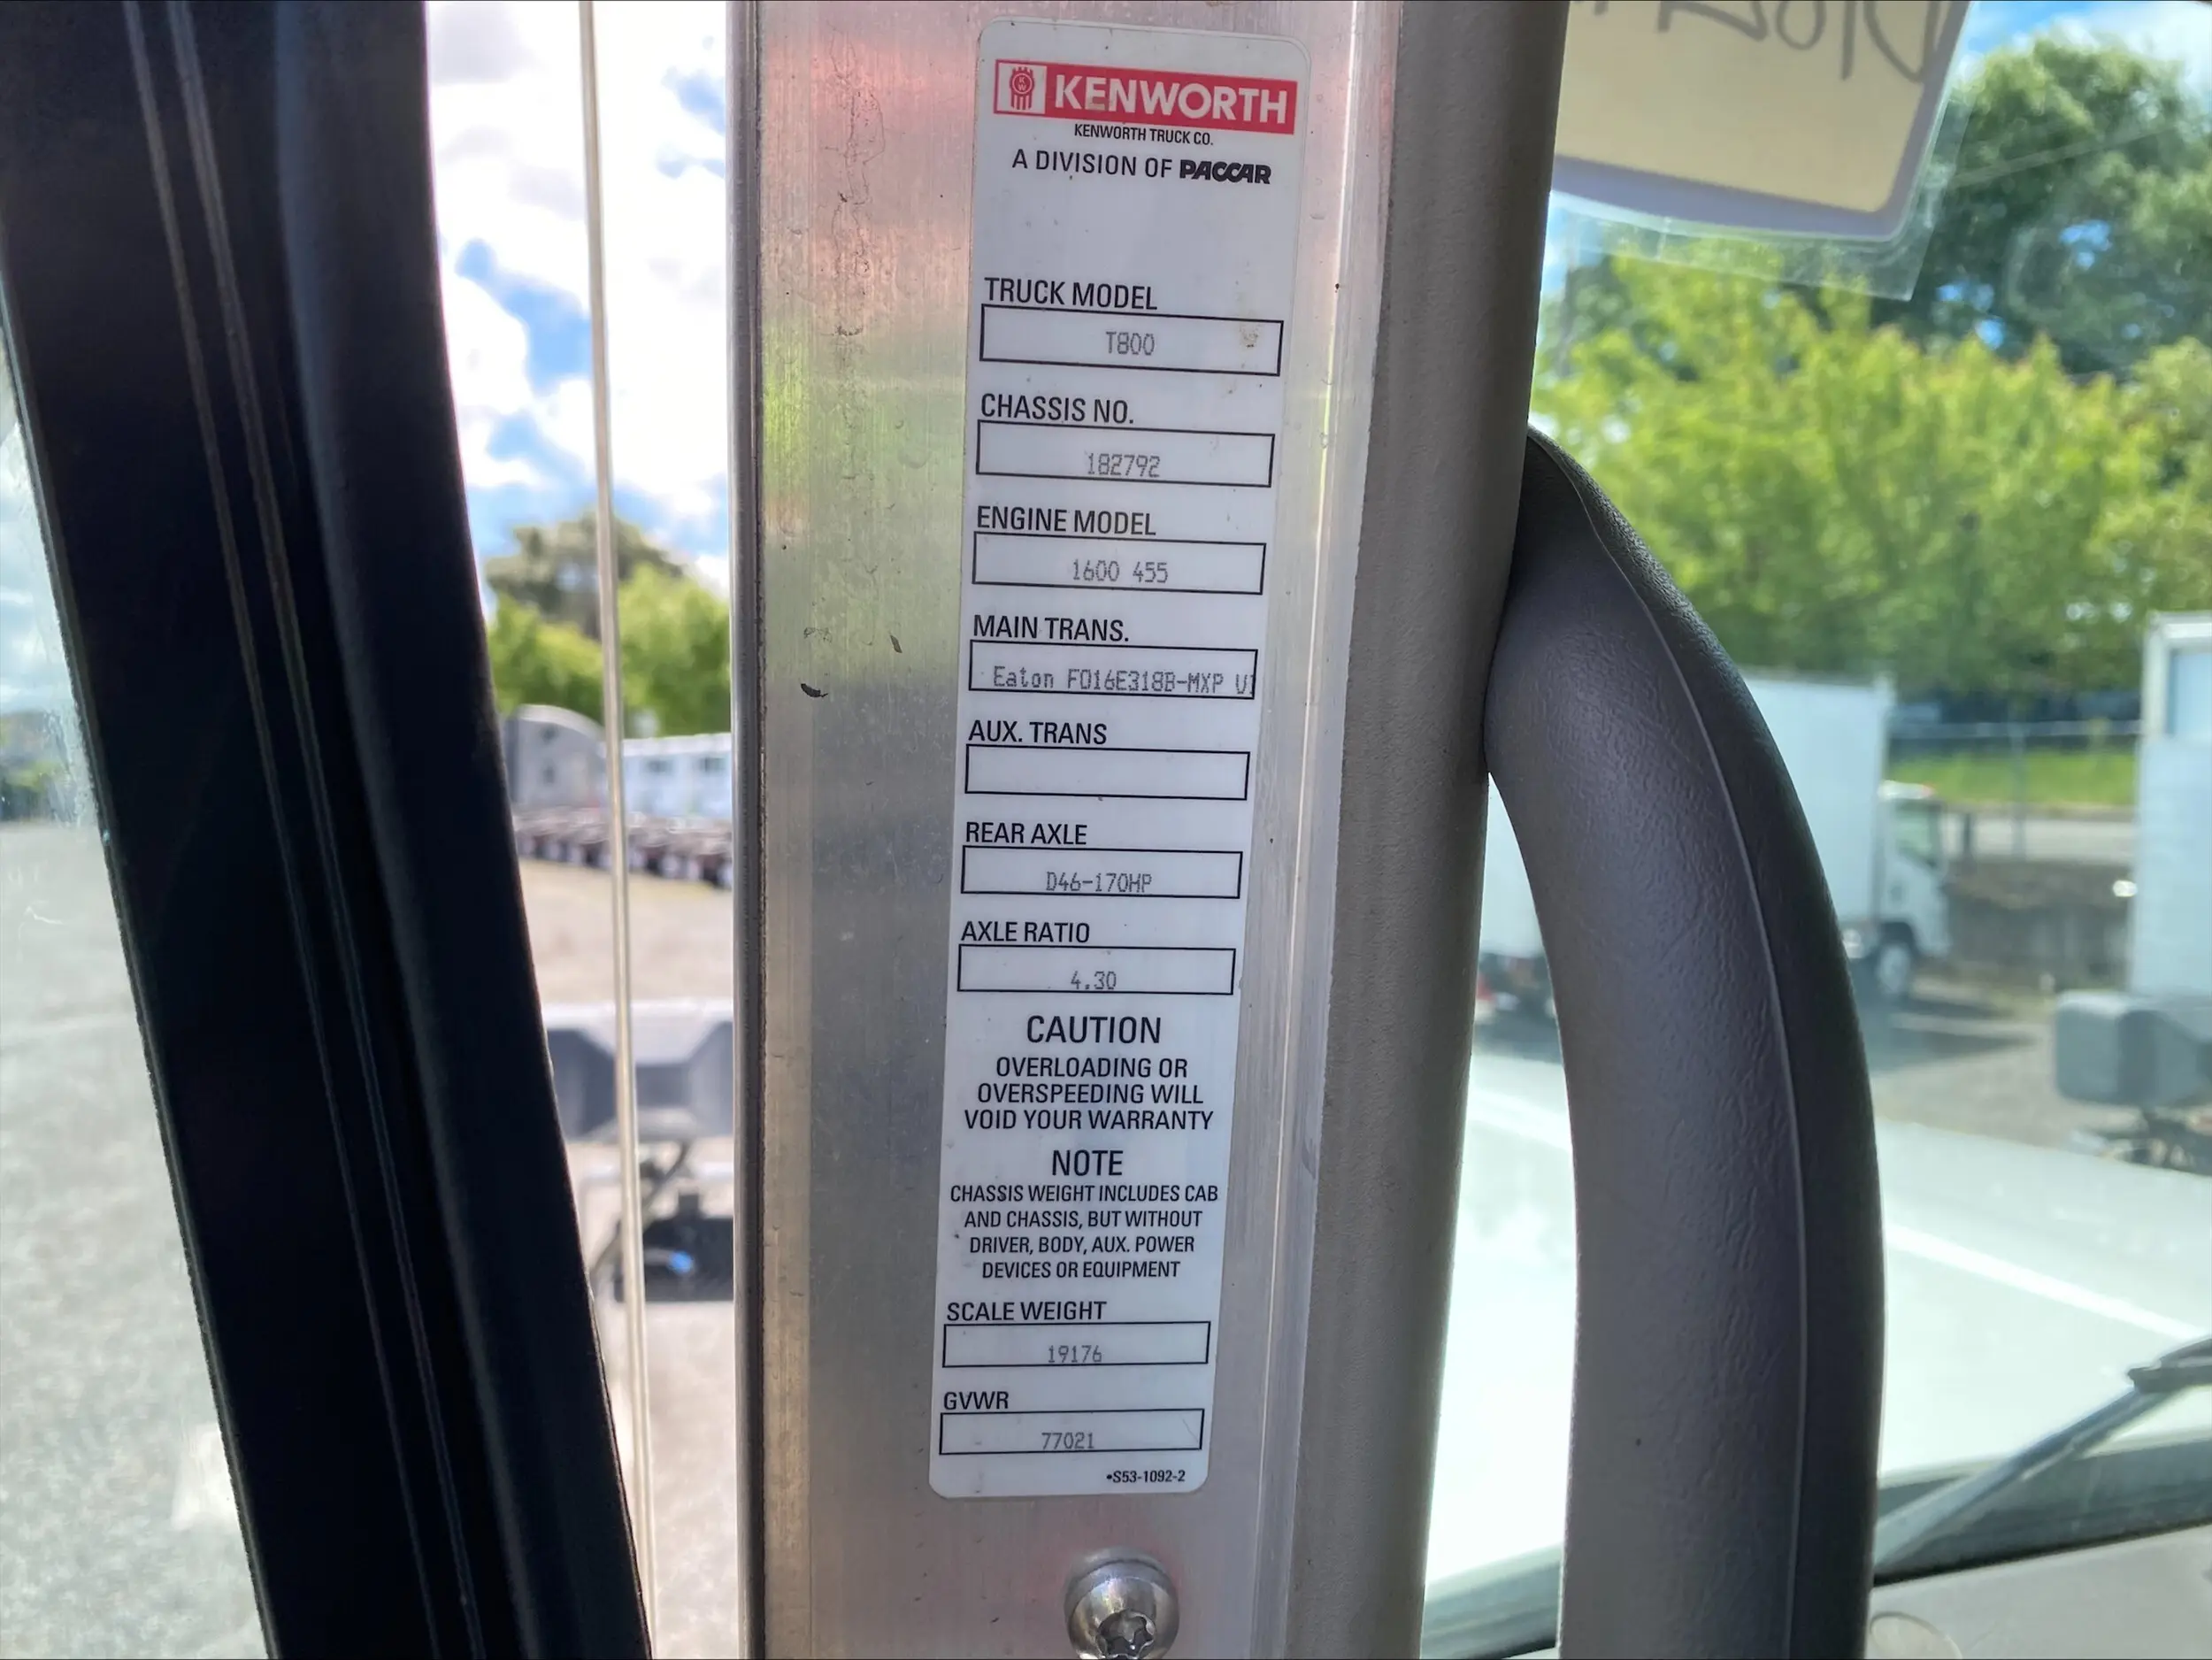 KENWORTH
KENWORTH TRUCK CO.
A DIVISION OF PACCAR
TRUCK MODEL
T800
CHASSIS NO.
182792
ENGINE MODEL
1600 455
MAIN TRANS.
Eaton FO16E318B-MXP
AUX. TRANS
REAR AXLE
D46-170HP
AXLE RATIO
4.30
CAUTION
OVERLOADING OR
OVERSPEEDING WILL
VOID YOUR WARRANTY
NOTE
CHASSIS WEIGHT INCLUDES CAB
AND CHASSIS, BUT WITHOUT
DRIVER, BODY, AUX. POWER
DEVICES OR EQUIPMENT
SCALE WEIGHT
19176
GVWR
77021
•S53-1092-2